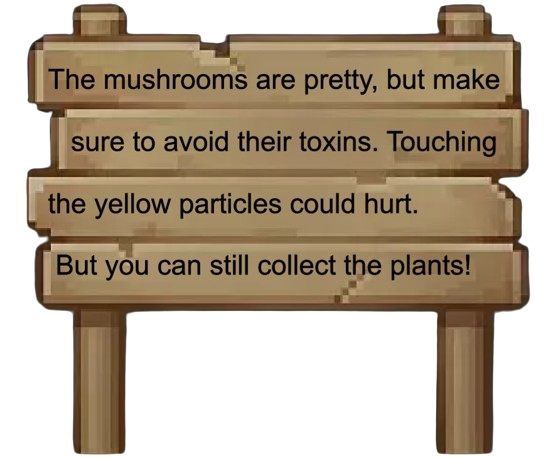 The mushrooms are pretty, but make
sure to avoid their toxins. Touching
the yellow particles could hurt.
But you can still collect the plants!